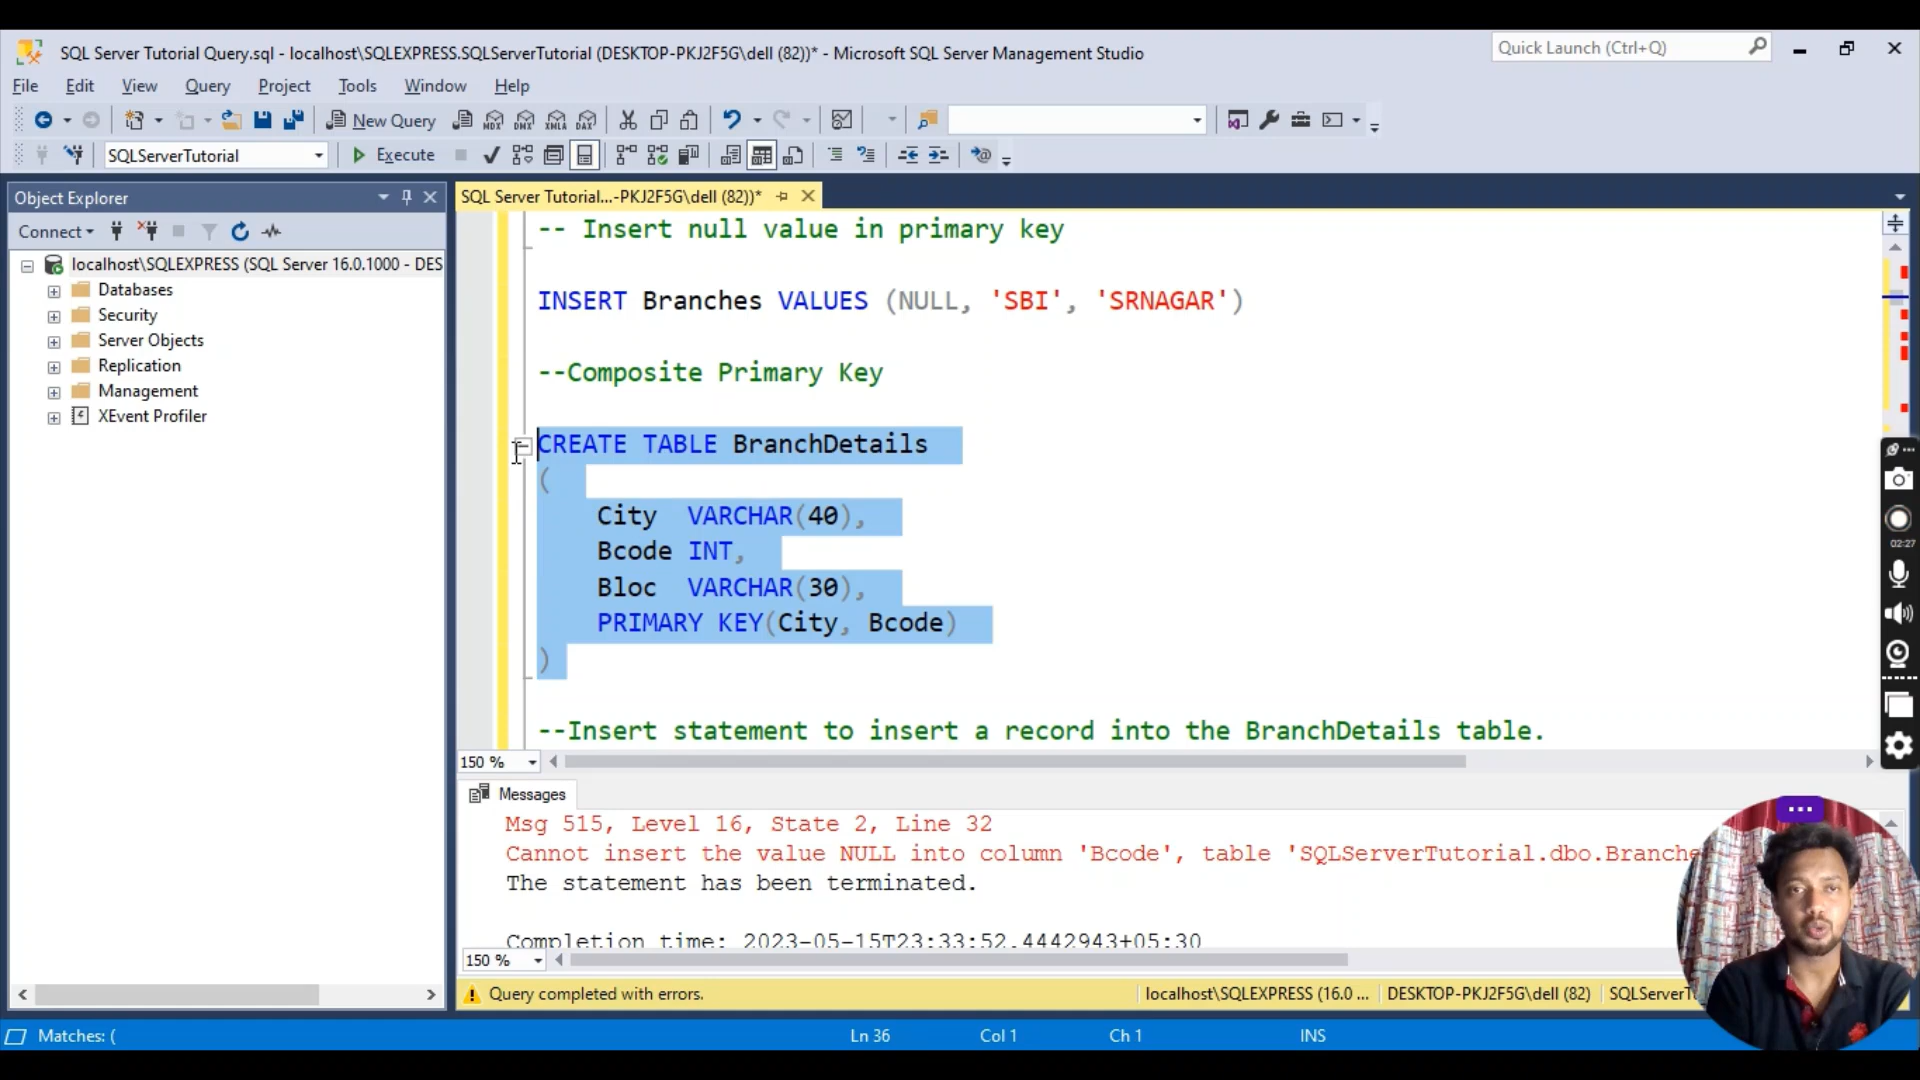 SQL Server Tutorial Query.sql - localhost\SQLEXPRESS.SQLServerTutorial (DESKTOP-PKJ2F5G\dell (82))* - Microsoft SQL Server Management Studio
Quick Launch (Ctrl+Q)
File Edit View Query Project Tools Window Help
New Query
MDX DMX XMLA DAX
SQLServerTutorial
Execute
Object Explorer
SQL Server Tutorial...-PKJ2F5G\dell (82))*
Connect
localhost\SQLEXPRESS (SQL Server 16.0.1000 - DES
Databases
Security
Server Objects
Replication
Management
XEvent Profiler
-- Insert null value in primary key
INSERT Branches VALUES (NULL, 'SBI', 'SRNAGAR')
--Composite Primary Key
CREATE TABLE BranchDetails
(
City VARCHAR(40),
Bcode INT,
Bloc VARCHAR(30),
PRIMARY KEY(City, Bcode)
)
--Insert statement to insert a record into the BranchDetails table.
02:27
150 %
Messages
Msg 515, Level 16, State 2, Line 32
Cannot insert the value NULL into column 'Bcode', table 'SQLServerTutorial.dbo.Branche
The statement has been terminated.
Completion time: 2023-05-15T23:33:52.4442943+05:30
150 %
Query completed with errors.
localhost\SQLEXPRESS (16.0 ...
DESKTOP-PKJ2F5G\dell (82)
SQLServerT
Matches: (
Ln 36
Col 1
Ch 1
INS